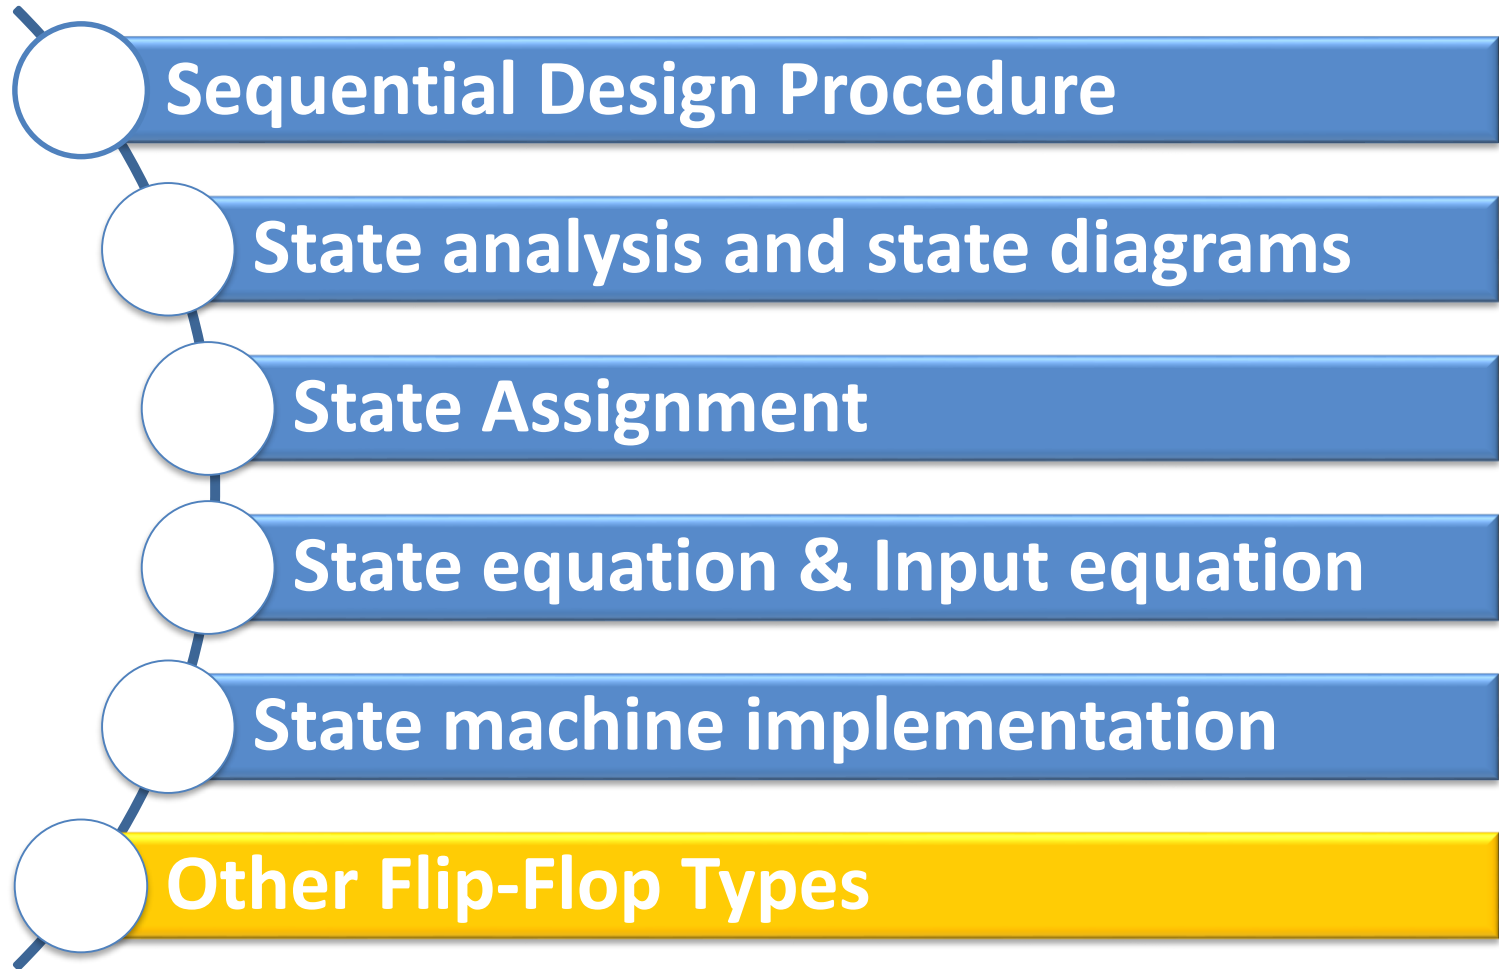 Sequential Design Procedure
State analysis and state diagrams
State Assignment
State equation & Input equation
State machine implementation
Other Flip-Flop Types